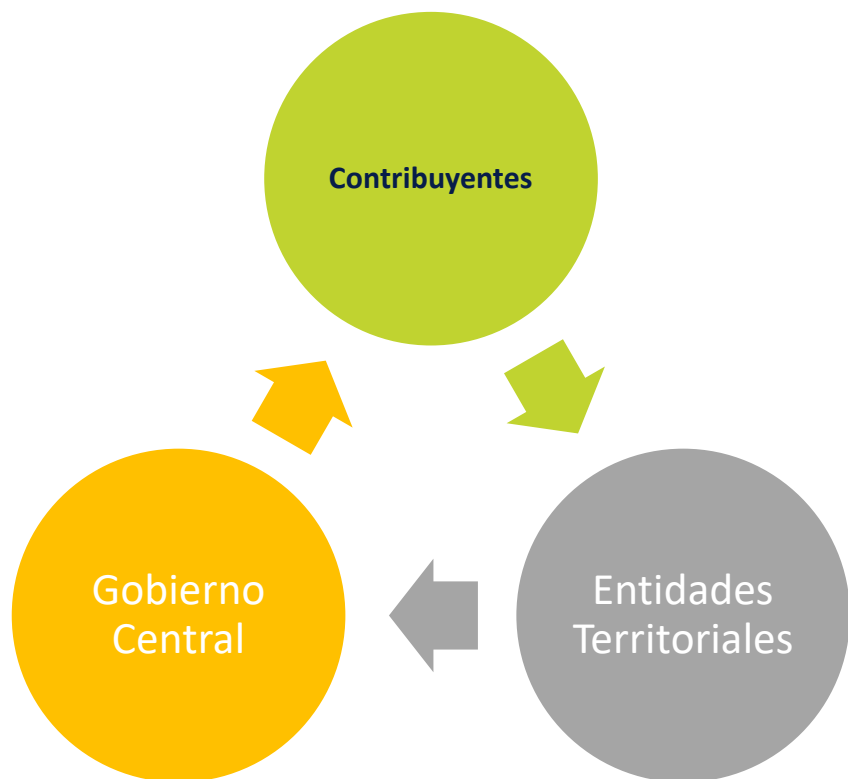 Contribuyentes
Gobierno
Central
Entidades
Territoriales